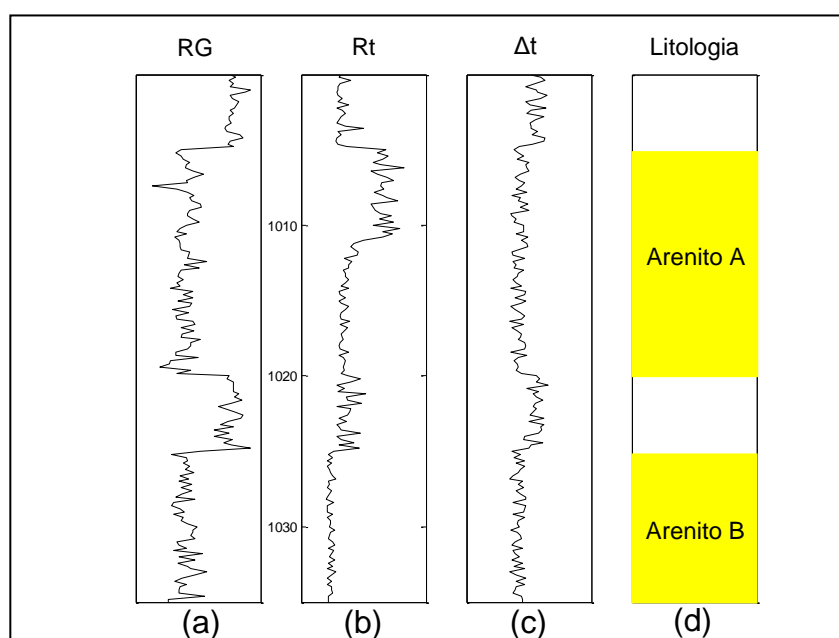 RG Rt Δt Litologia
1010
Arenito A
1020
1030
Arenito B
(a) (b) (c) (d)